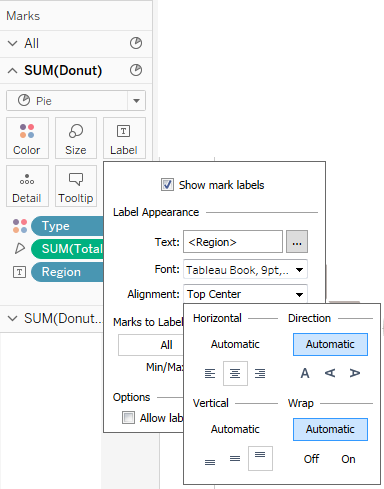 Marks
All
SUM(Donut)
Pie
Color Size Label
Detail Tooltip
Type
SUM(Total
Region
SUM(Donut...
Show mark labels
Label Appearance
Text: <Region> ...
Font: Tableau Book, 9pt,...
Alignment: Top Center
Marks to Label
All
Min/Max
Options
Allow lab
Horizontal Direction
Automatic Automatic
A A A
Vertical Wrap
Automatic Automatic
Off On